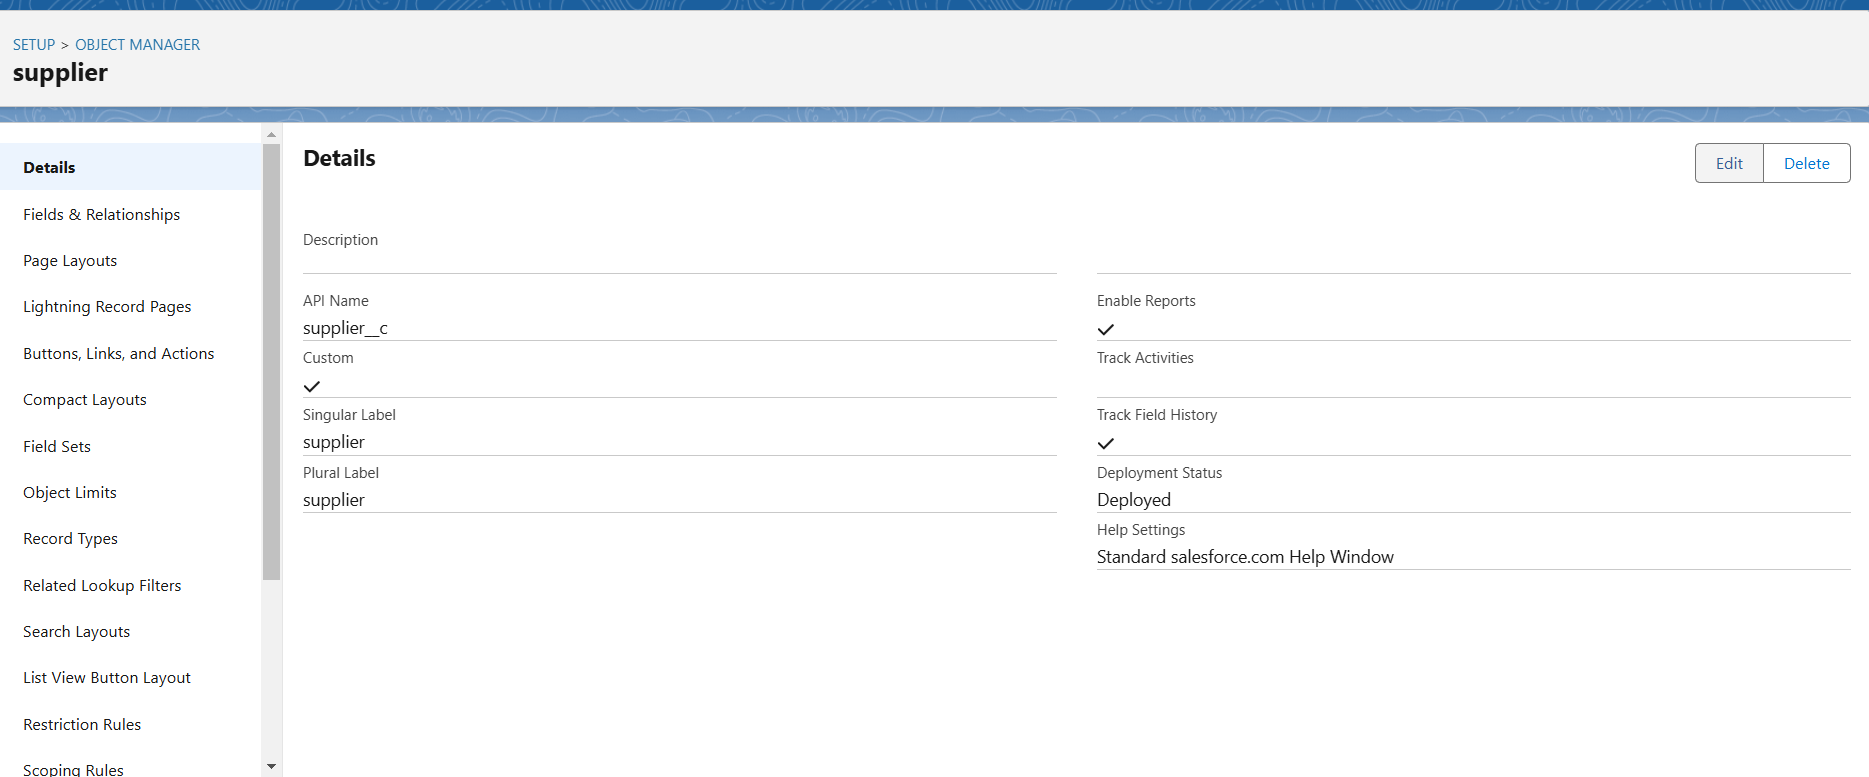 SETUP > OBJECT MANAGER
supplier
Details
Fields & Relationships
Page Layouts
Lightning Record Pages
Buttons, Links, and Actions
Compact Layouts
Field Sets
Object Limits
Record Types
Related Lookup Filters
Search Layouts
List View Button Layout
Restriction Rules
Scoping Rules
Details
Edit
Delete
Description
API Name
supplier__c
Custom
Singular Label
supplier
Plural Label
supplier
Enable Reports
Track Activities
Track Field History
Deployment Status
Deployed
Help Settings
Standard salesforce.com Help Window